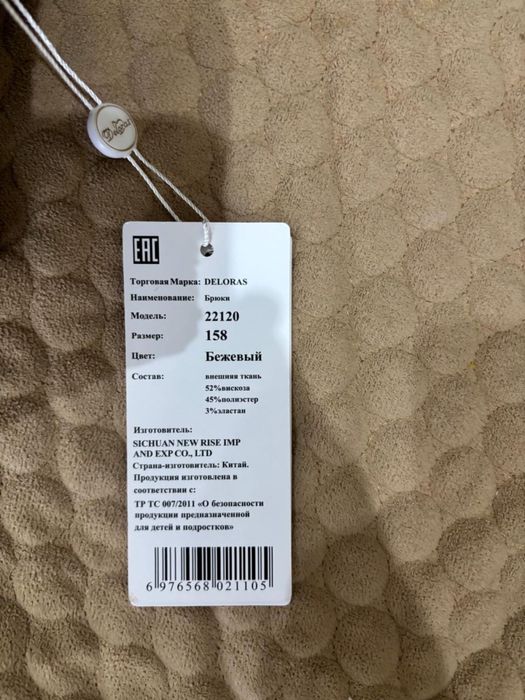 Deloras
EAC
Торговая Марка: DELORAS
Наименование: Брюки
Модель: 22120
Размер: 158
Цвет: Бежевый
Состав: внешняя ткань
52%вискоза
45%полиэстер
3%эластан
Изготовитель:
SICHUAN NEW RISE IMP
AND EXP CO., LTD
Страна-изготовитель: Китай.
Продукция изготовлена в
соответствии с:
ТР ТС 007/2011 «О безопасности
продукции предназначенной
для детей и подростков»
6 976568 021105